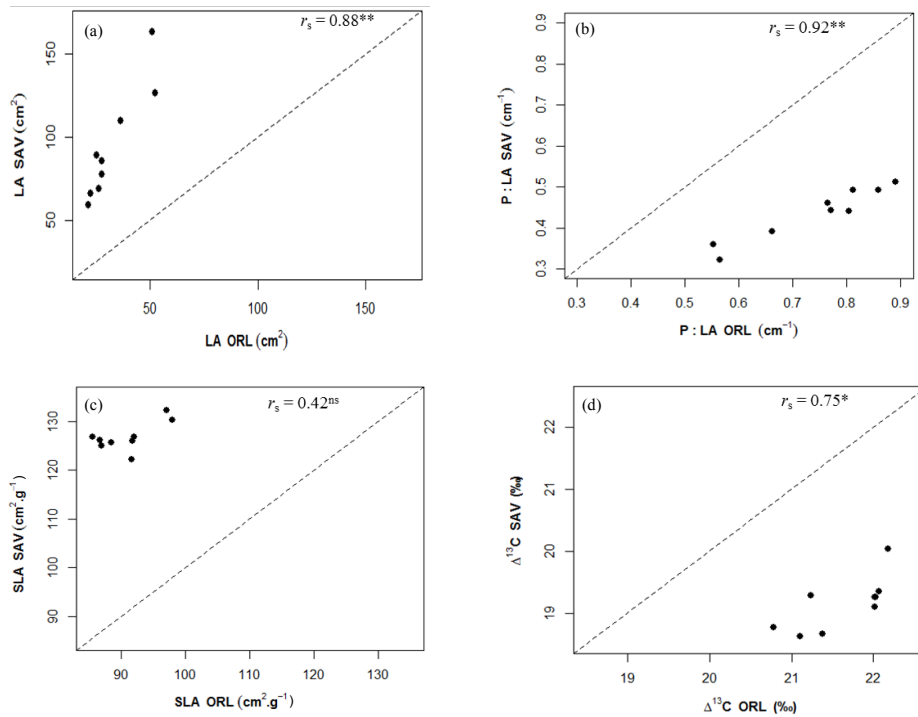 (a)
rs = 0.88**
150
100
50
LA SAV (cm²)
50
100
150
LA ORL (cm²)
(b)
rs = 0.92**
0.9
0.8
0.7
0.6
0.5
0.4
0.3
P : LA SAV (cm⁻¹)
0.3 0.4 0.5 0.6 0.7 0.8 0.9
P : LA ORL (cm⁻¹)
(c)
rs = 0.42ns
130
120
110
100
90
SLA SAV (cm².g⁻¹)
90 100 110 120 130
SLA ORL (cm².g⁻¹)
(d)
rs = 0.75*
22
21
20
19
Δ¹³C SAV (‰)
19 20 21 22
Δ¹³C ORL (‰)